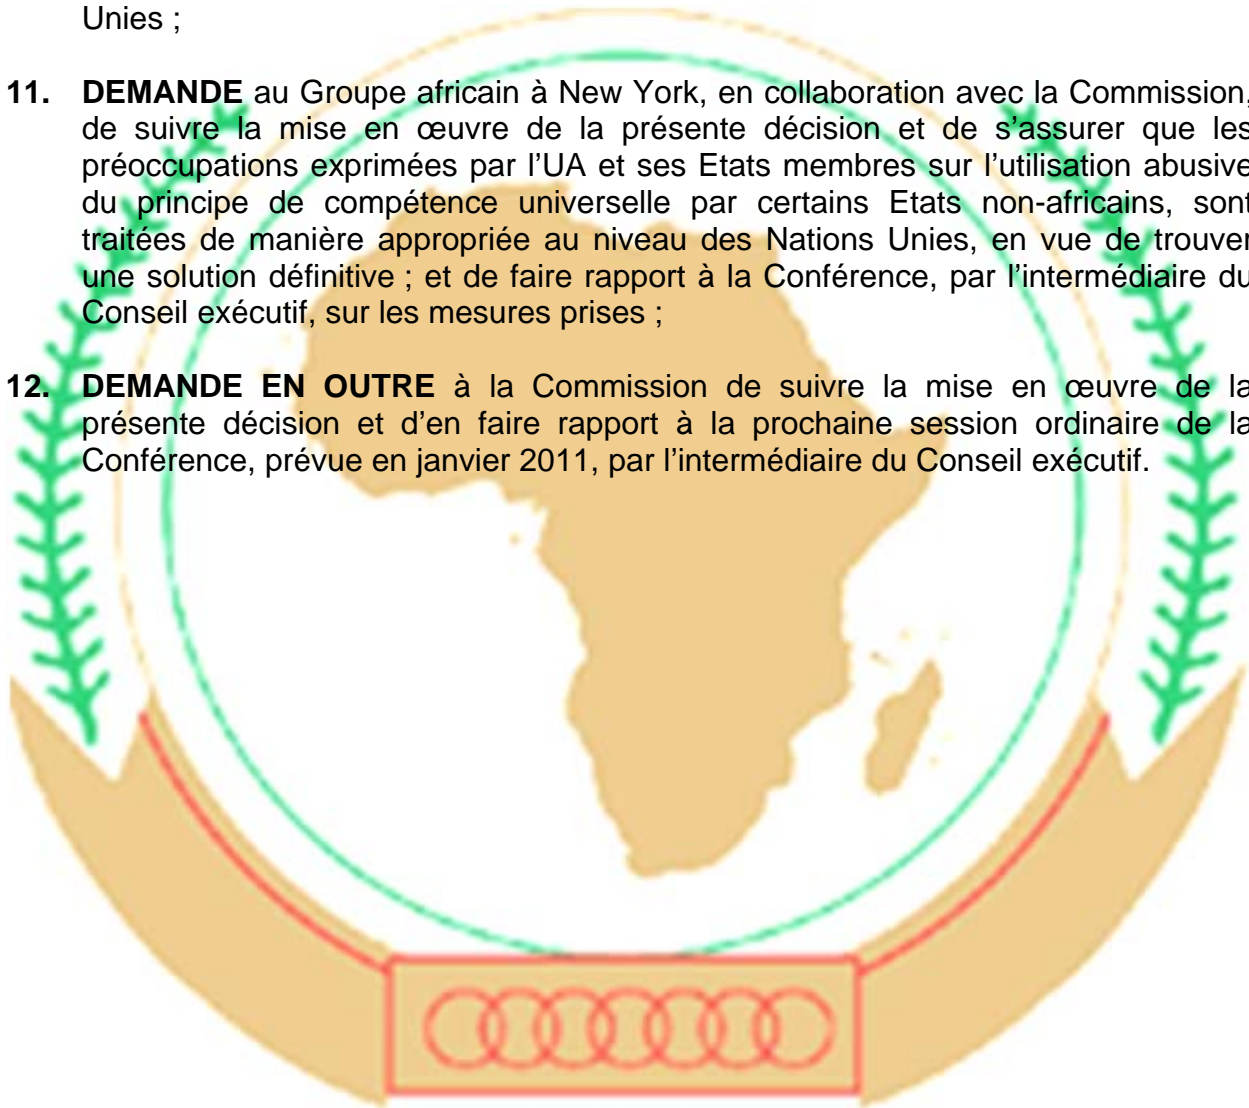 Unies ;
11. DEMANDE au Groupe africain à New York, en collaboration avec la Commission,
de suivre la mise en œuvre de la présente décision et de s’assurer que les
préoccupations exprimées par l’UA et ses Etats membres sur l’utilisation abusive
du principe de compétence universelle par certains Etats non-africains, sont
traitées de manière appropriée au niveau des Nations Unies, en vue de trouver
une solution définitive ; et de faire rapport à la Conférence, par l’intermédiaire du
Conseil exécutif, sur les mesures prises ;
12. DEMANDE EN OUTRE à la Commission de suivre la mise en œuvre de la
présente décision et d’en faire rapport à la prochaine session ordinaire de la
Conférence, prévue en janvier 2011, par l’intermédiaire du Conseil exécutif.